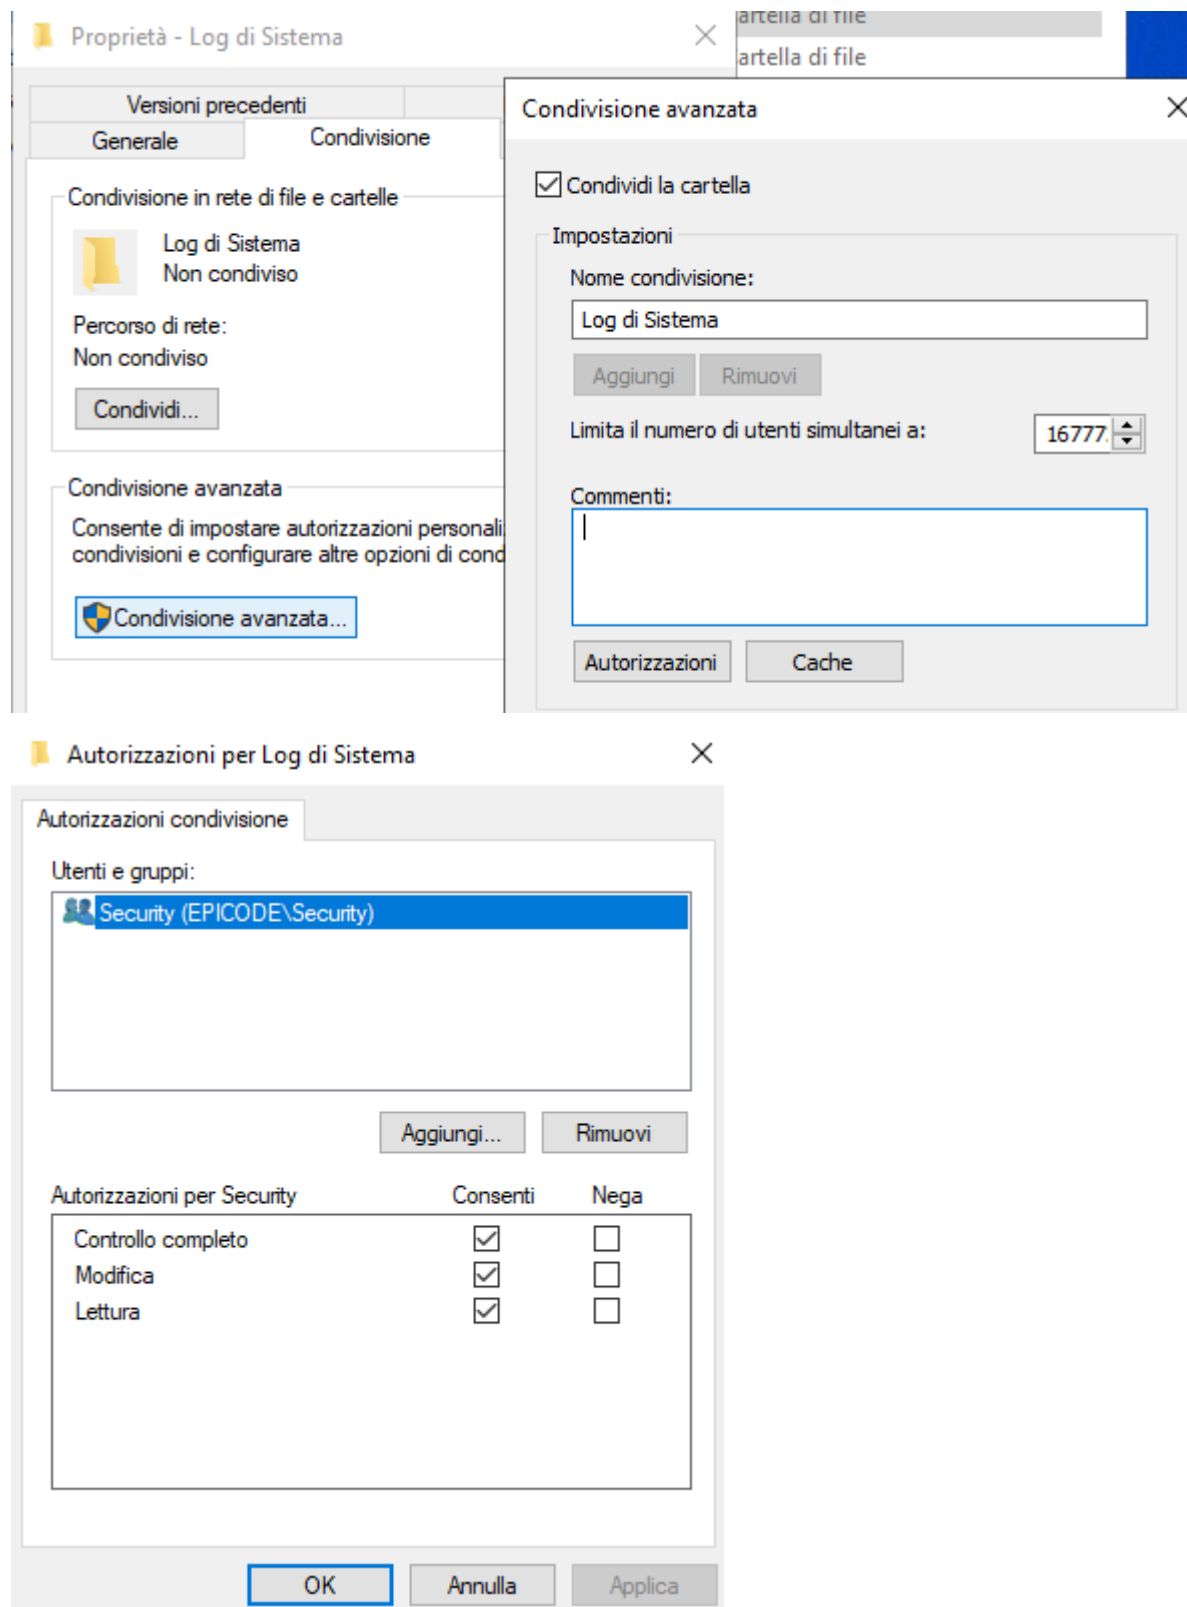 Proprietà - Log di Sistema
cartella di file
cartella di file
Versioni precedenti
Generale
Condivisione
Condivisione in rete di file e cartelle
Log di Sistema
Non condiviso
Percorso di rete:
Non condiviso
Condividi...
Condivisione avanzata
Consente di impostare autorizzazioni
condivisioni e configurare altre opzioni di
Condivisione avanzata...
Condivisione avanzata
Condividi la cartella
Impostazioni
Nome condivisione:
Log di Sistema
Aggiungi Rimuovi
Limita il numero di utenti simultanei a: 16777
Commenti:
Autorizzazioni Cache
Autorizzazioni per Log di Sistema
Autorizzazioni condivisione
Utenti e gruppi:
Security (EPICODE\Security)
Aggiungi... Rimuovi
Autorizzazioni per Security Consenti Nega
Controllo completo
Modifica
Lettura
OK Annulla Applica